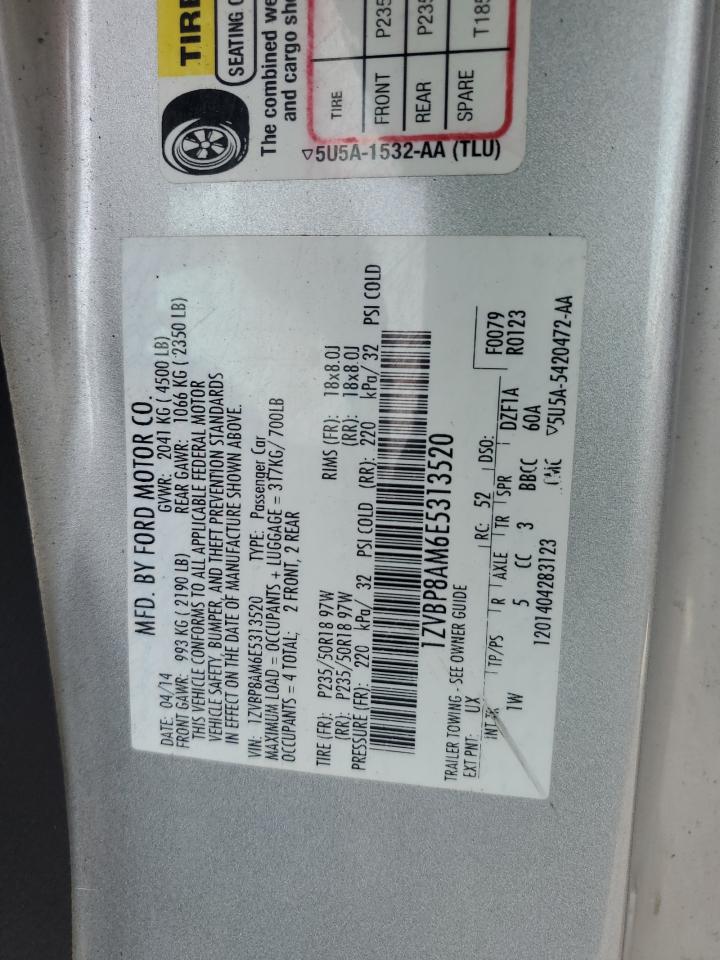 MFD. BY FORD MOTOR CO.
DATE: 04/14 GVWR: 2041 KG ( 4500 LB)
FRONT GAWR: 993 KG ( 2190 LB) REAR GAWR: 1066 KG ( 2350 LB)
THIS VEHICLE CONFORMS TO ALL APPLICABLE FEDERAL MOTOR
VEHICLE SAFETY, BUMPER, AND THEFT PREVENTION STANDARDS
IN EFFECT ON THE DATE OF MANUFACTURE SHOWN ABOVE.
VIN: 1ZVBP8AM6E5313520 TYPE: Passenger Car
MAXIMUM LOAD = OCCUPANTS + LUGGAGE = 317KG/ 700LB
OCCUPANTS = 4 TOTAL; 2 FRONT, 2 REAR
TIRE (FR): P235/50R18 97W RIMS (FR): 18x8.0J
(RR): P235/50R18 97W (RR): 18x8.0J
PRESSURE (FR): 220 kPa/ 32 PSI COLD (RR): 220 kPa/ 32 PSI COLD
1ZVBP8AM6E5313520
TRAILER TOWING - SEE OWNER GUIDE
EXT PNT: UX RC: 52 DSO: F0079
INT TR TP/PS R AXLE TR SPR DZF1A R0123
1W 5 CC 3 BBCC 60A
1201404283123
▽5U5A-5420472-AA
TIRE
SEATING
The combined we
and cargo sho
TIRE
FRONT P235
REAR P235
SPARE T185
▽5U5A-1532-AA (TLU)